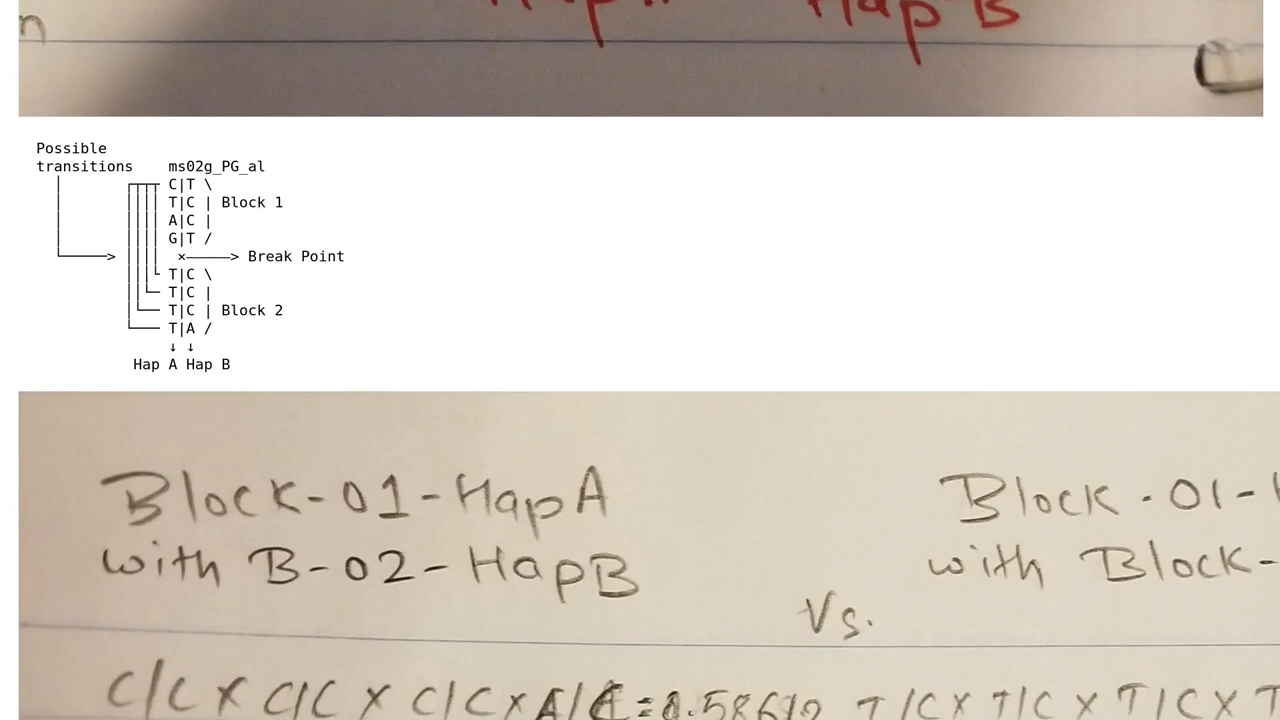 Hap B
Possible
transitions ms02g_PG_al
C|T \
T|C | Block 1
A|C |
G|T /
×————> Break Point
T|C \
T|C |
T|C | Block 2
T|A /
↓ ↓
Hap A Hap B
Block-01-HapA
with B-02-HapB
Vs.
Block-01-
with Block-
C/C x C/C x C/C x A/
T/C x T/C x T/C x T